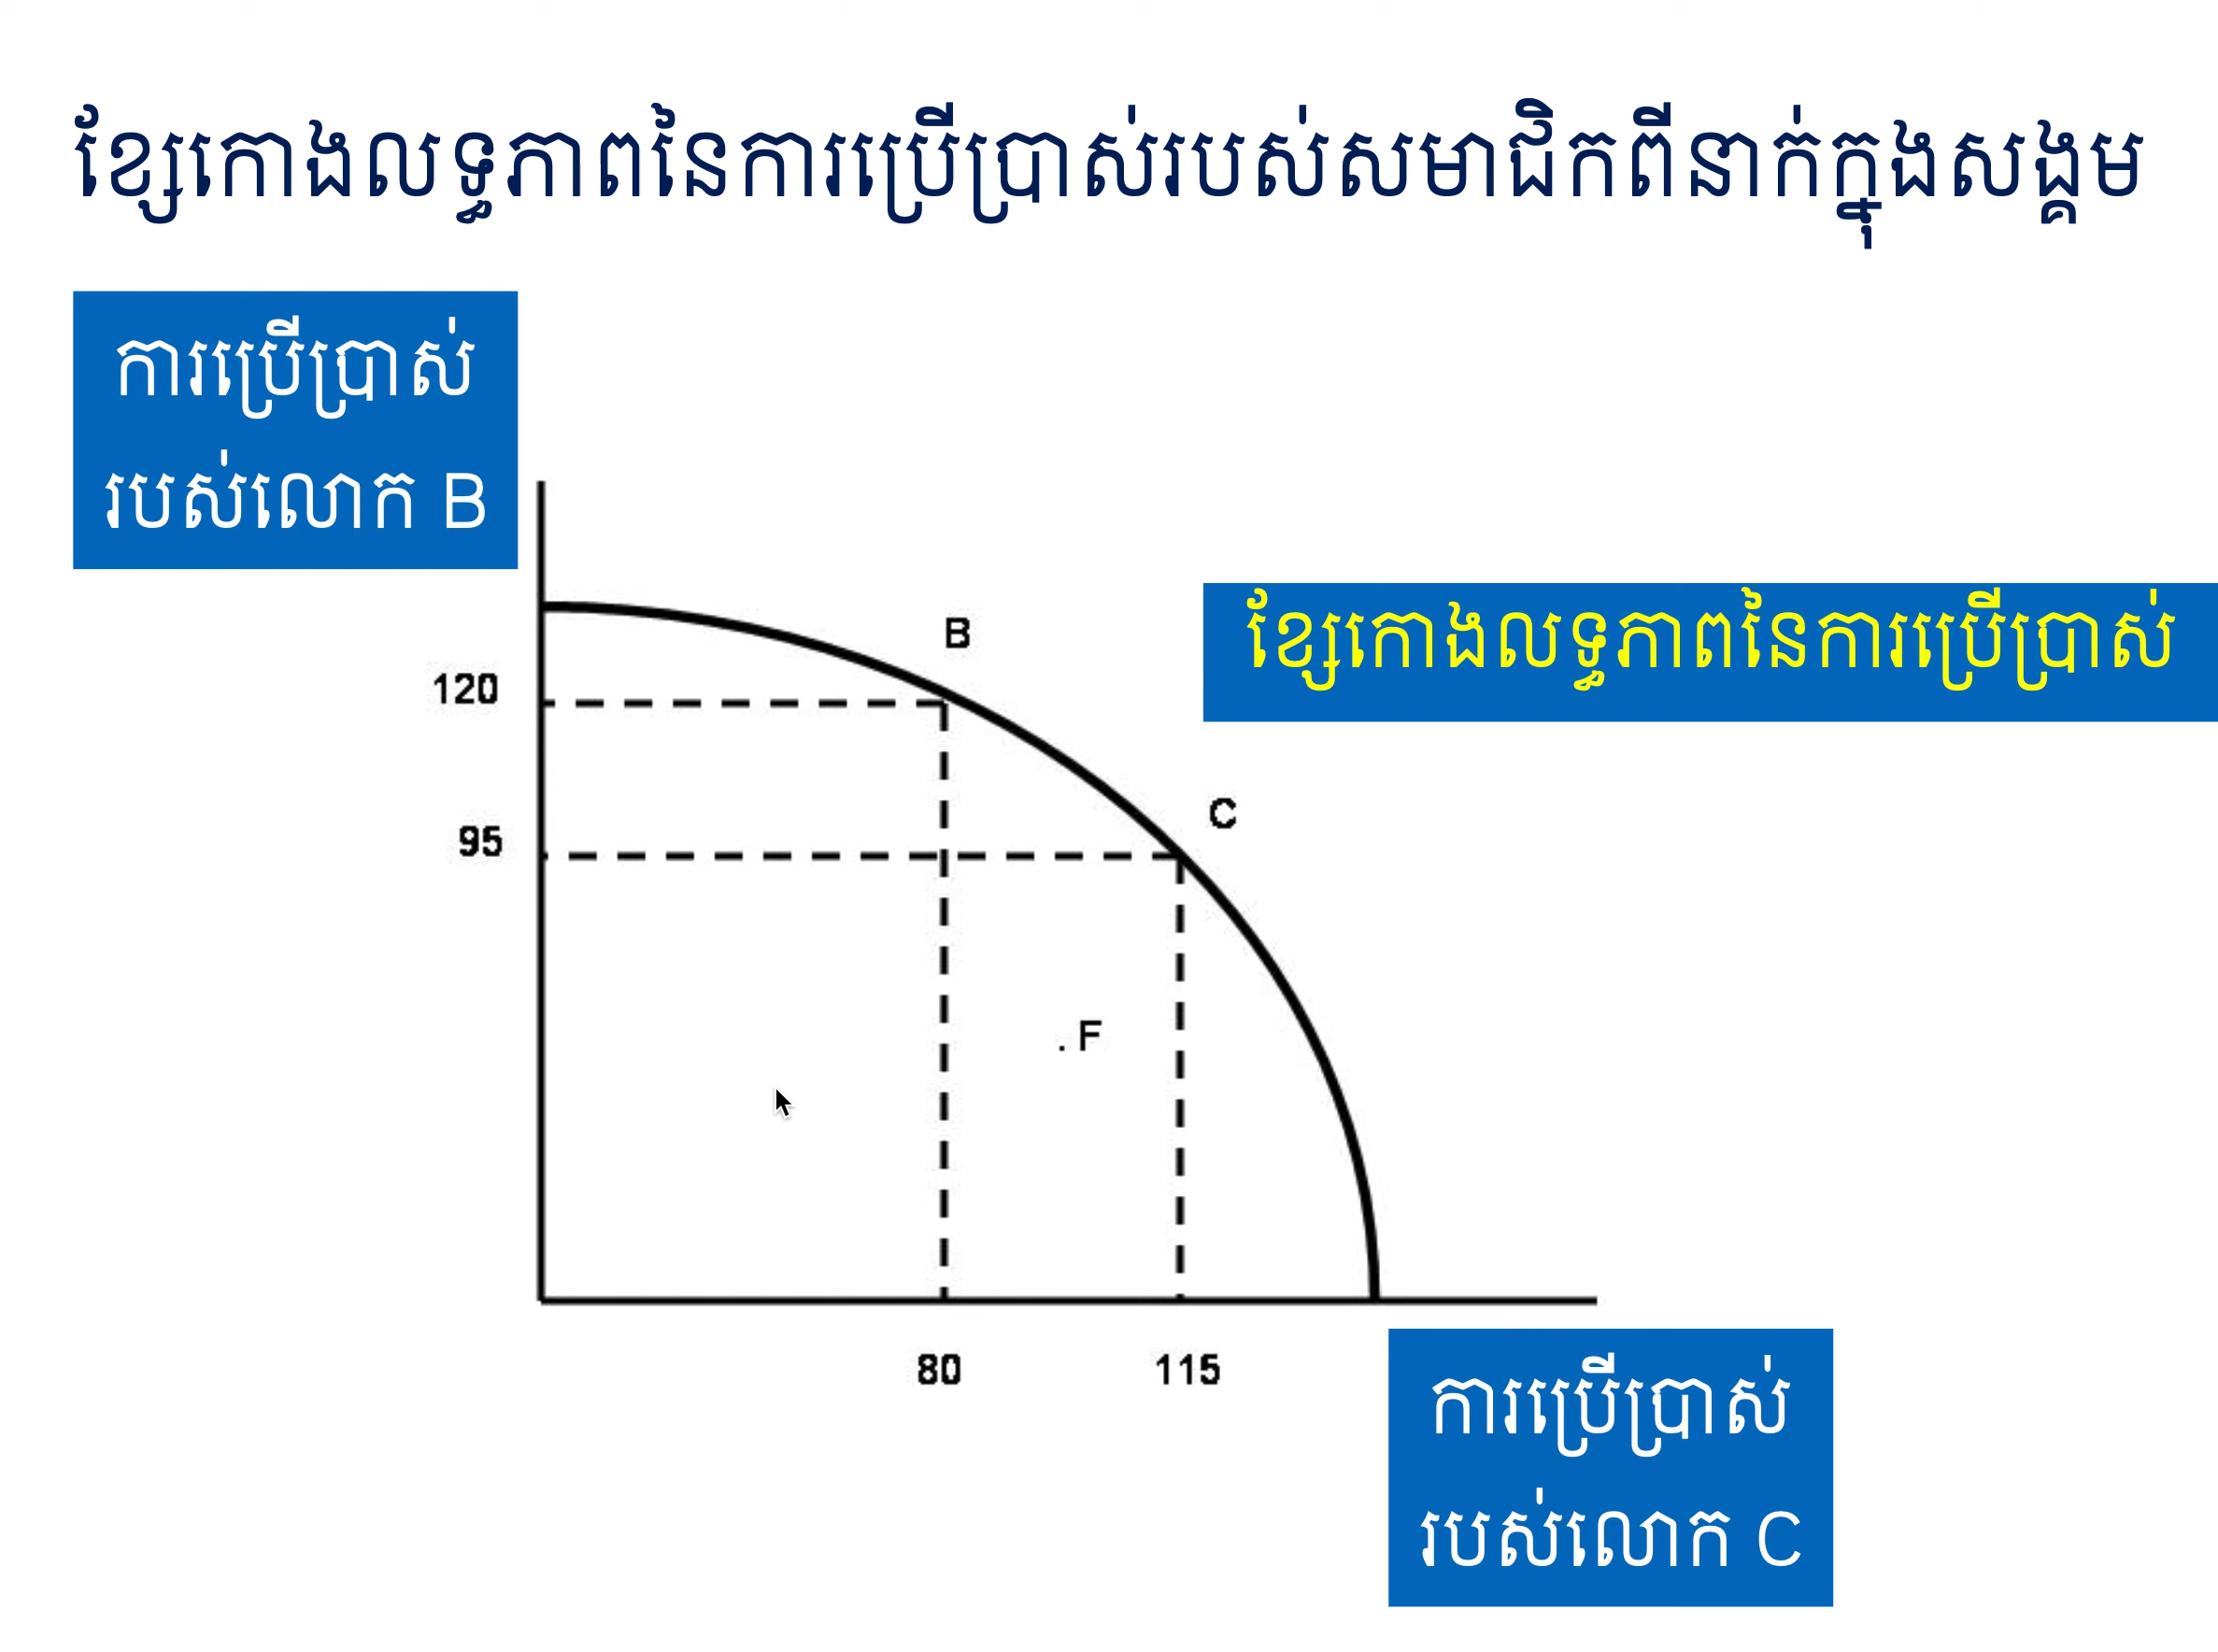 ខ្សែកោងលទ្ធភាពនៃការប្រើប្រាស់របស់សមាជិកពីនាក់ក្នុងសង្គម
ការប្រើប្រាស់
របស់លោក B
ខ្សែកោងលទ្ធភាពនៃការប្រើប្រាស់
B
120
C
95
. F
80 115
ការប្រើប្រាស់
របស់លោក C